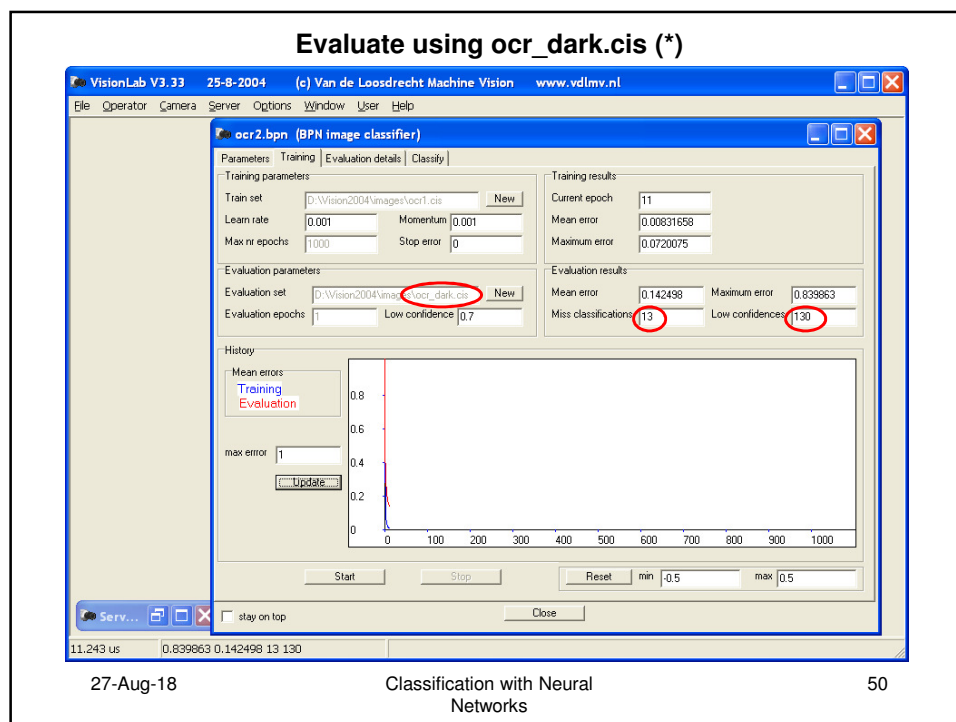 Evaluate using ocr_dark.cis (*)
VisionLab V3.33 25-8-2004 (c) Van de Loosdrecht Machine Vision www.vdlmv.nl
File Operator Camera Server Options Window User Help
ocr2.bpn (BPN image classifier)
Parameters Training Evaluation details Classify
Training parameters
Train set D:\Vision2004\images\ocr1.cis New
Learn rate 0.001 Momentum 0.001
Max nr epochs 1000 Stop error 0
Training results
Current epoch 11
Mean error 0.00831658
Maximum error 0.0720075
Evaluation parameters
Evaluation set D:\Vision2004\images\ocr_dark.cis New
Evaluation epochs 1 Low confidence 0.7
Evaluation results
Mean error 0.142498 Maximum error 0.839863
Miss classifications 13 Low confidences 130
History
Mean errors
Training
Evaluation
max error 1
Update
0.8
0.6
0.4
0.2
0
0 100 200 300 400 500 600 700 800 900 1000
Start Stop Reset min -0.5 max 0.5
Serv... stay on top Close
11.243 us 0.839863 0.142498 13 130
27-Aug-18 Classification with Neural 50
Networks